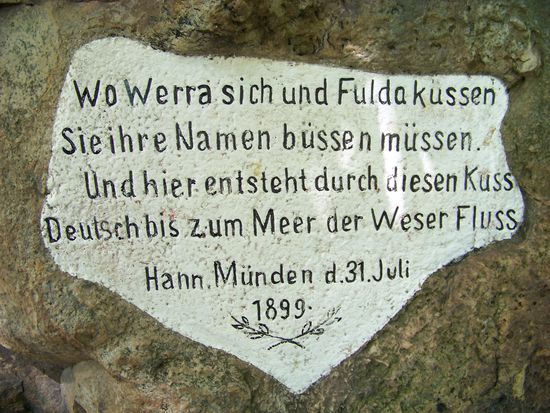 Wo Werra sich und Fulda küssen
Sie ihre Namen büssen müssen.
Und hier entsteht durch diesen Kuss
Deutsch bis zum Meer der Weser Fluss
Hann. Münden d. 31. Juli
1899.